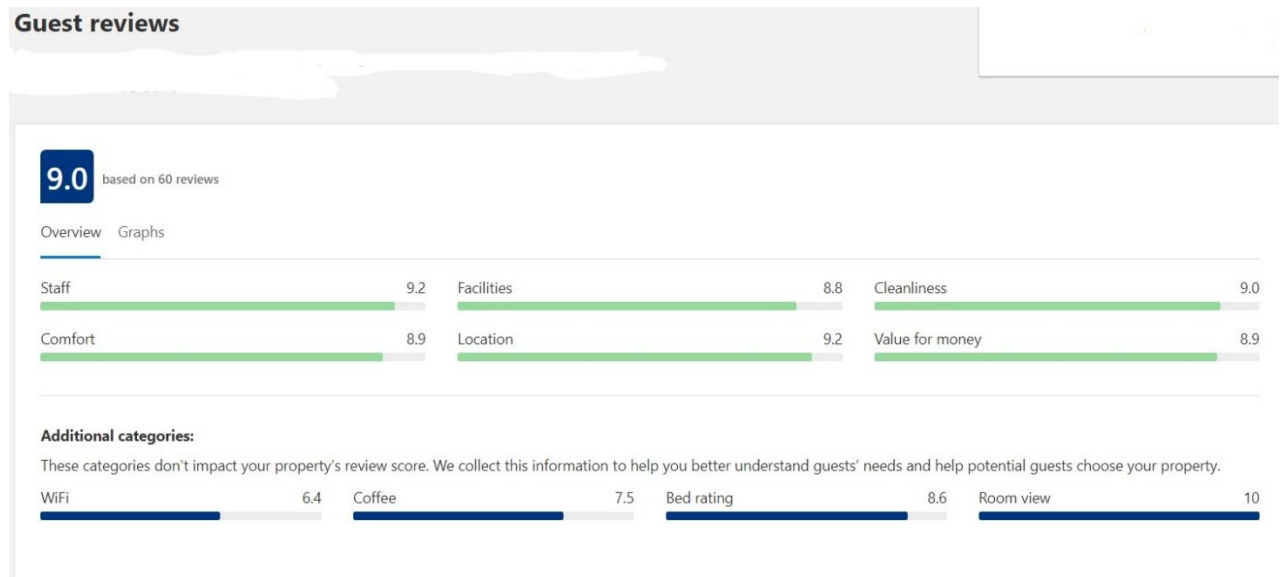 Guest reviews
9.0 based on 60 reviews
Overview Graphs
Staff 9.2 Facilities 8.8 Cleanliness 9.0
Comfort 8.9 Location 9.2 Value for money 8.9
Additional categories:
These categories don't impact your property's review score. We collect this information to help you better understand guests' needs and help potential guests choose your property.
WiFi 6.4 Coffee 7.5 Bed rating 8.6 Room view 10